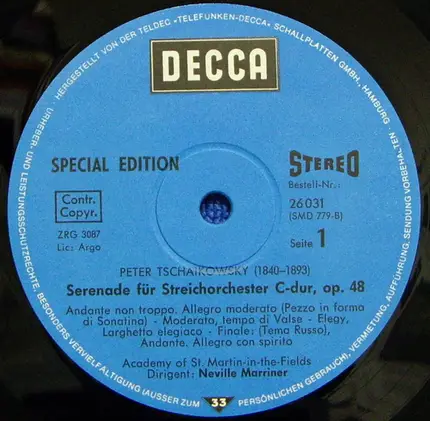 HERGESTELLT VON DER TELDEC »TELEFUNKEN-DECCA« SCHALLPLATTEN GMBH., HAMBURG
URHEBER- UND LEISTUNGSSCHUTZRECHTE, BESONDERS VERVIELFÄLTIGUNG (AUSSER ZUM PERSÖNLICHEN GEBRAUCH), VERMIETUNG, AUFFÜHRUNG, SENDUNG VORBEHALTEN.
DECCA
SPECIAL EDITION
STEREO
Bestell-Nr.:
Contr.
Copyr.
26 031
(SMD 779-B)
ZRG 3087
Lic: Argo
Seite 1
PETER TSCHAIKOWSKY (1840–1893)
Serenade für Streichorchester C-dur, op. 48
Andante non troppo. Allegro moderato (Pezzo in forma
di Sonatina) - Moderato, tempo di Valse - Elegy,
Larghetto elegiaco - Finale: (Tema Russo),
Andante. Allegro con spirito
Academy of St. Martin-in-the-Fields
Dirigent: Neville Marriner
33